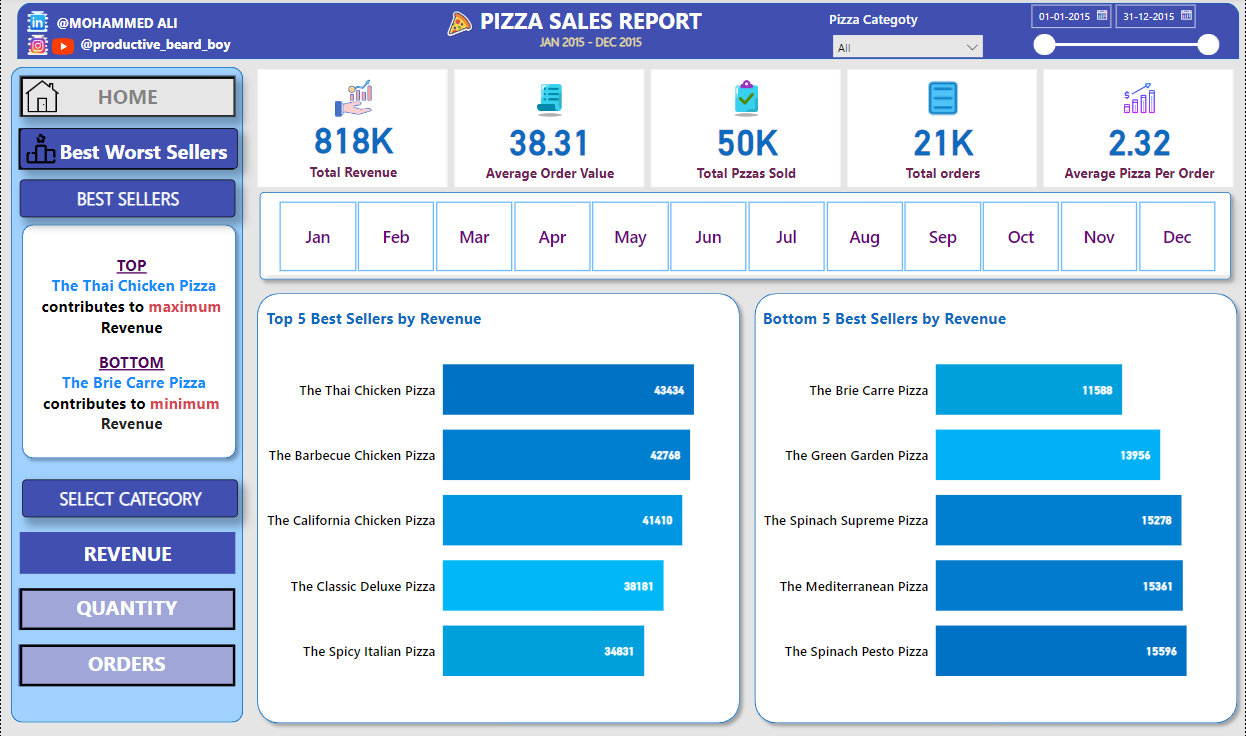 @MOHAMMED ALI
@productive_beard_boy
PIZZA SALES REPORT
JAN 2015 - DEC 2015
Pizza Categoty
All
01-01-2015
31-12-2015
HOME
Best Worst Sellers
BEST SELLERS
TOP
The Thai Chicken Pizza
contributes to maximum
Revenue
BOTTOM
The Brie Carre Pizza
contributes to minimum
Revenue
SELECT CATEGORY
REVENUE
QUANTITY
ORDERS
818K
Total Revenue
38.31
Average Order Value
50K
Total Pzzas Sold
21K
Total orders
2.32
Average Pizza Per Order
Jan Feb Mar Apr May Jun Jul Aug Sep Oct Nov Dec
Top 5 Best Sellers by Revenue
The Thai Chicken Pizza 43434
The Barbecue Chicken Pizza 42768
The California Chicken Pizza 41410
The Classic Deluxe Pizza 38181
The Spicy Italian Pizza 34831
Bottom 5 Best Sellers by Revenue
The Brie Carre Pizza 11588
The Green Garden Pizza 13956
The Spinach Supreme Pizza 15278
The Mediterranean Pizza 15361
The Spinach Pesto Pizza 15596